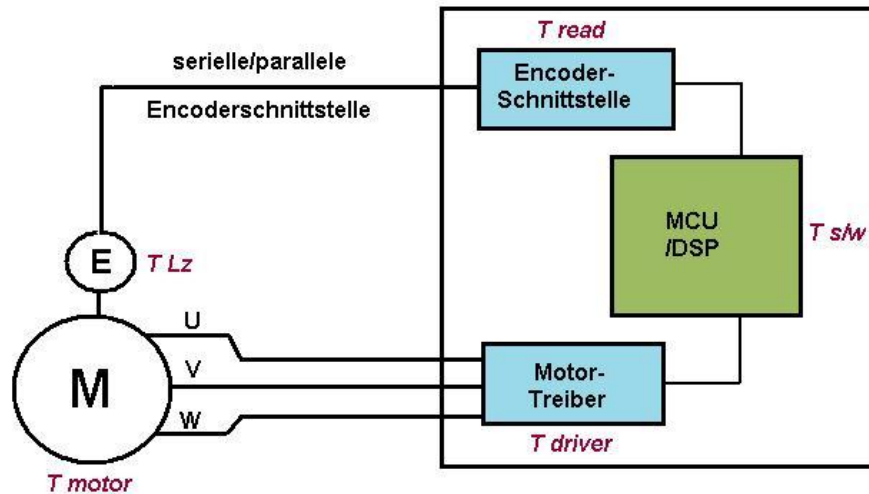 T read
serielle/parallele
Encoderschnittstelle
Encoder-
Schnittstelle
MCU
/DSP
T s/w
E
T Lz
U
V
W
M
Motor-
Treiber
T driver
T motor